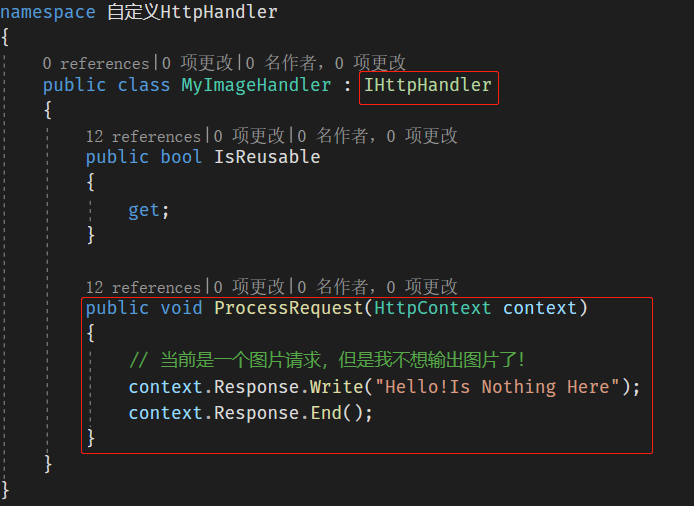 namespace 自定义HttpHandler
{
0 references|0 项更改|0 名作者，0 项更改
public class MyImageHandler : IHttpHandler
{
12 references|0 项更改|0 名作者，0 项更改
public bool IsReusable
{
get;
}
12 references|0 项更改|0 名作者，0 项更改
public void ProcessRequest(HttpContext context)
{
// 当前是一个图片请求，但是我不想输出图片了！
context.Response.Write("Hello!Is Nothing Here");
context.Response.End();
}
}
}